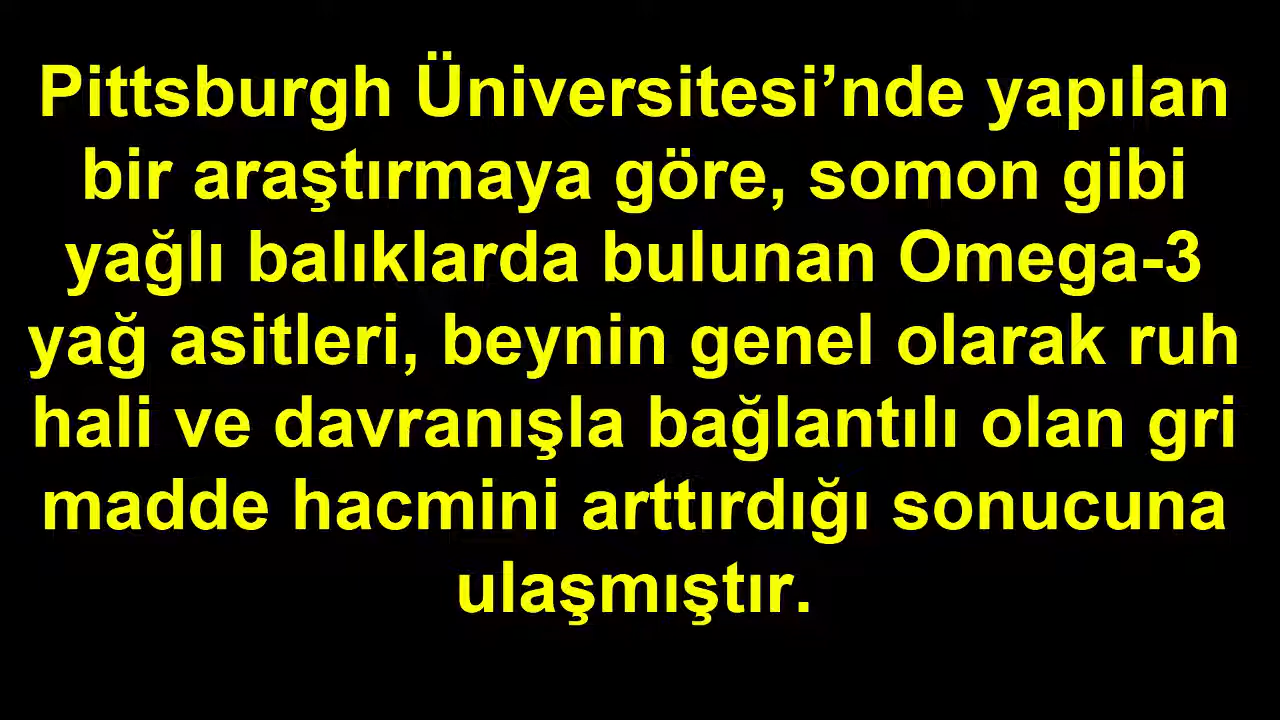 Pittsburgh Üniversitesi’nde yapılan
bir araştırmaya göre, somon gibi
yağlı balıklarda bulunan Omega-3
yağ asitleri, beynin genel olarak ruh
hali ve davranışla bağlantılı olan gri
madde hacmini arttırdığı sonucuna
ulaşmıştır.